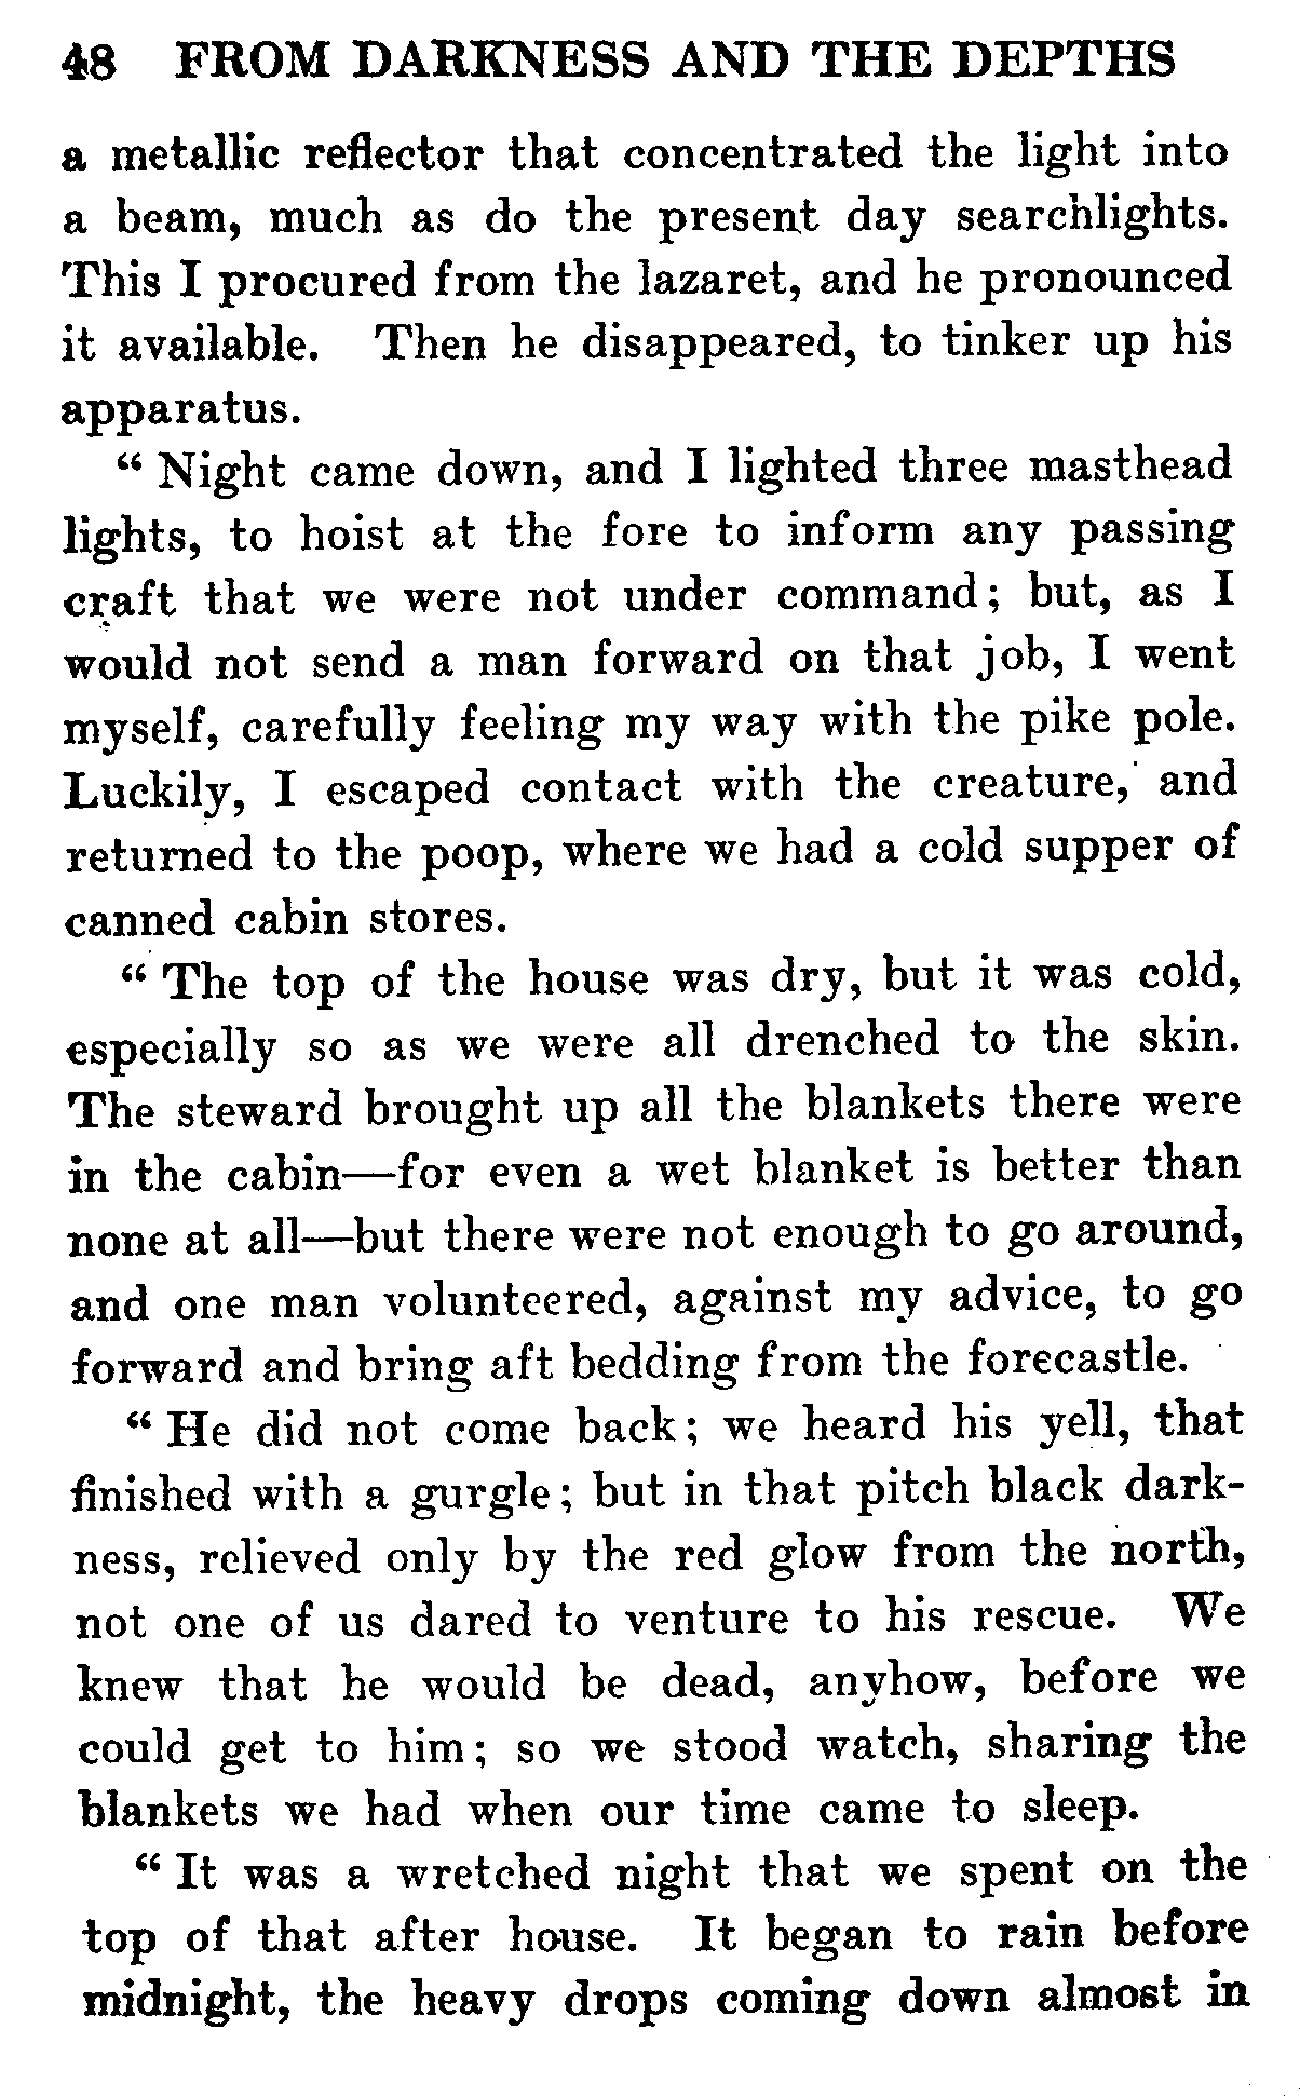 48 FROM DARKNESS AND THE DEPTHS
a metallic reflector that concentrated the light into
a beam, much as do the present day searchlights.
This I procured from the lazaret, and he pronounced
it available. Then he disappeared, to tinker up his
apparatus.
“ Night came down, and I lighted three masthead
lights, to hoist at the fore to inform any passing
craft that we were not under command; but, as I
would not send a man forward on that job, I went
myself, carefully feeling my way with the pike pole.
Luckily, I escaped contact with the creature, and
returned to the poop, where we had a cold supper of
canned cabin stores.
“ The top of the house was dry, but it was cold,
especially so as we were all drenched to the skin.
The steward brought up all the blankets there were
in the cabin—for even a wet blanket is better than
none at all—but there were not enough to go around,
and one man volunteered, against my advice, to go
forward and bring aft bedding from the forecastle.
“ He did not come back; we heard his yell, that
finished with a gurgle; but in that pitch black dark-
ness, relieved only by the red glow from the north,
not one of us dared to venture to his rescue. We
knew that he would be dead, anyhow, before we
could get to him; so we stood watch, sharing the
blankets we had when our time came to sleep.
“ It was a wretched night that we spent on the
top of that after house. It began to rain before
midnight, the heavy drops coming down almost in